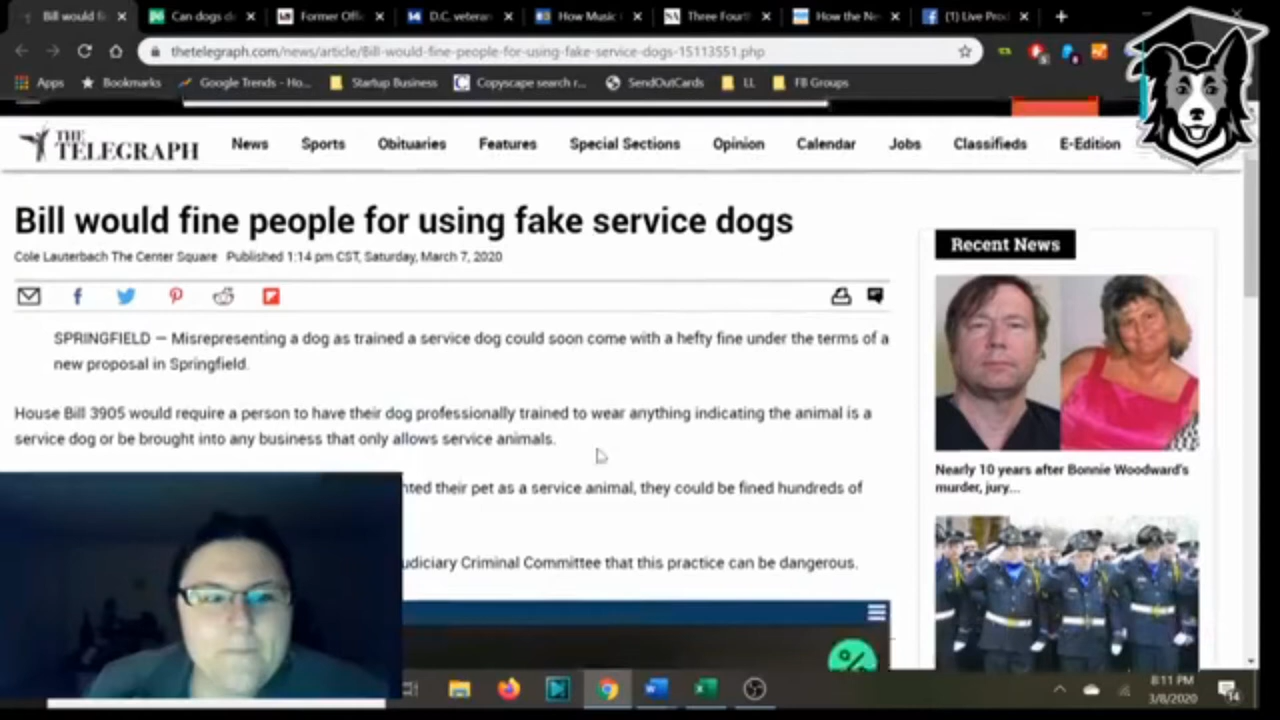 Bill would fi
Can dogs d
Former Offi
D.C. veteran
How Music
Three Fourt
How the Ne
(1) Live Prod
thetelegraph.com/news/article/Bill-would-fine-people-for-using-fake-service-dogs-15113551.php
Apps
Bookmarks
Google Trends - Ho...
Startup Business
Copyscape search r...
SendOutCards
LL
FB Groups
THE
TELEGRAPH
News
Sports
Obituaries
Features
Special Sections
Opinion
Calendar
Jobs
Classifieds
E-Edition
Bill would fine people for using fake service dogs
Cole Lauterbach The Center Square Published 1:14 pm CST, Saturday, March 7, 2020
SPRINGFIELD — Misrepresenting a dog as trained a service dog could soon come with a hefty fine under the terms of a
new proposal in Springfield.
House Bill 3905 would require a person to have their dog professionally trained to wear anything indicating the animal is a
service dog or be brought into any business that only allows service animals.
nted their pet as a service animal, they could be fined hundreds of
udiciary Criminal Committee that this practice can be dangerous.
Recent News
Nearly 10 years after Bonnie Woodward's
murder, jury...
8:11 PM
3/8/2020
14